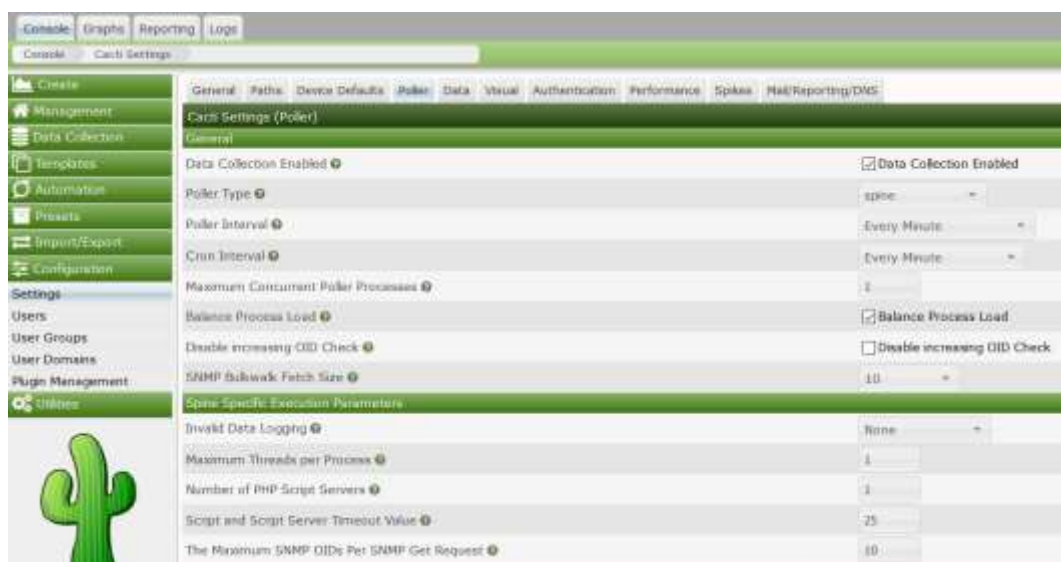 Console Graphs Reporting Logs
Console Cacti Settings
Create
Management
Data Collection
Templates
Automation
Presets
Import/Export
Configuration
Settings
Users
User Groups
User Domains
Plugin Management
Utilities
General Paths Device Defaults Poller Data Visual Authentication Performance Spikes Mail/Reporting/DNS
Cacti Settings (Poller)
General
Data Collection Enabled Data Collection Enabled
Poller Type spine
Poller Interval Every Minute
Cron Interval Every Minute
Maximum Concurrent Poller Processes 1
Balance Process Load Balance Process Load
Disable increasing OID Check Disable increasing OID Check
SNMP Bulkwalk Fetch Size 10
Spine Specific Execution Parameters
Invalid Data Logging None
Maximum Threads per Process 1
Number of PHP Script Servers 1
Script and Script Server Timeout Value 25
The Maximum SNMP OIDs Per SNMP Get Request 10